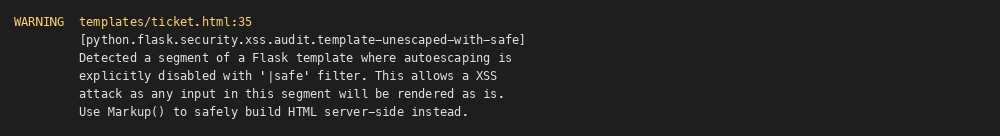 WARNING templates/ticket.html:35
[python.flask.security.xss.audit.template-unescaped-with-safe]
Detected a segment of a Flask template where autoescaping is
explicitly disabled with '|safe' filter. This allows a XSS
attack as any input in this segment will be rendered as is.
Use Markup() to safely build HTML server-side instead.